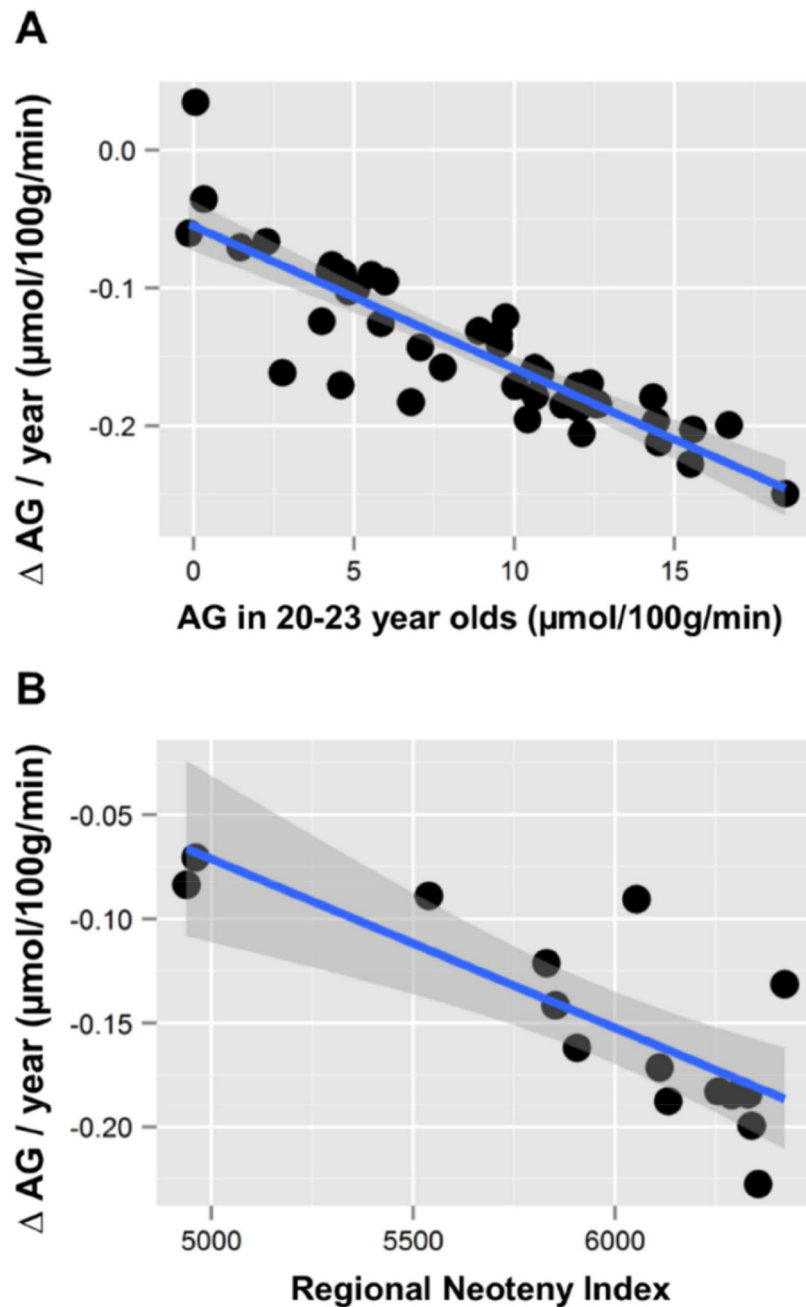 A
Δ AG / year (µmol/100g/min)
0.0
-0.1
-0.2
0
5
10
15
AG in 20-23 year olds (µmol/100g/min)
B
Δ AG / year (µmol/100g/min)
-0.05
-0.10
-0.15
-0.20
5000
5500
6000
Regional Neoteny Index